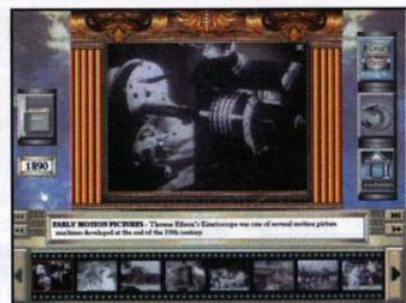 1890
EARLY MOTION PICTURES - Thomas Edison's Kinetoscope was one of several motion picture
machines developed at the end of the 19th century.